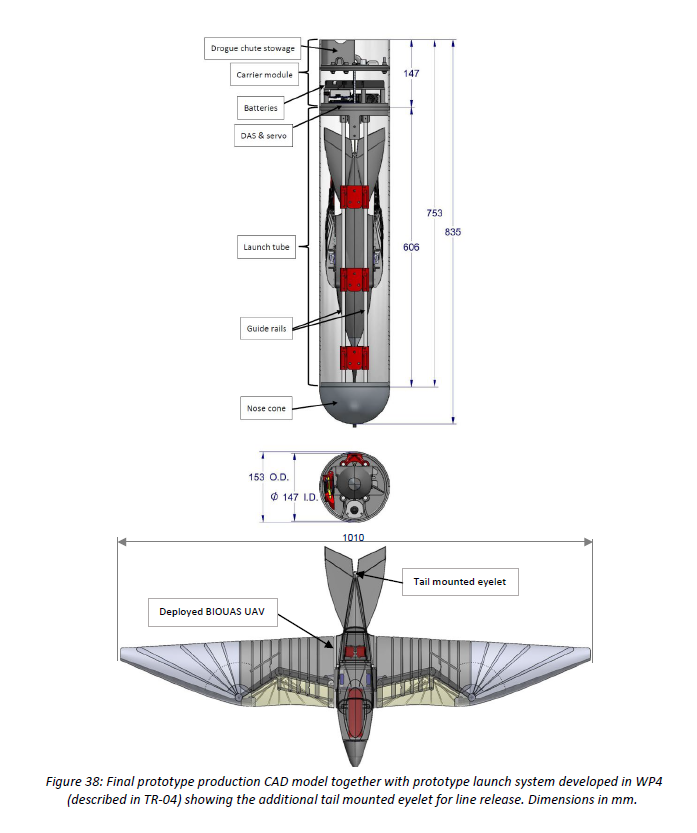 Drogue chute stowage
Carrier module
147
Batteries
DAS & servo
753
835
Launch tube
606
Guide rails
Nose cone
153 O.D.
Ø 147 I.D.
1010
Tail mounted eyelet
Deployed BIOUAS UAV
Figure 38: Final prototype production CAD model together with prototype launch system developed in WP4
(described in TR-04) showing the additional tail mounted eyelet for line release. Dimensions in mm.